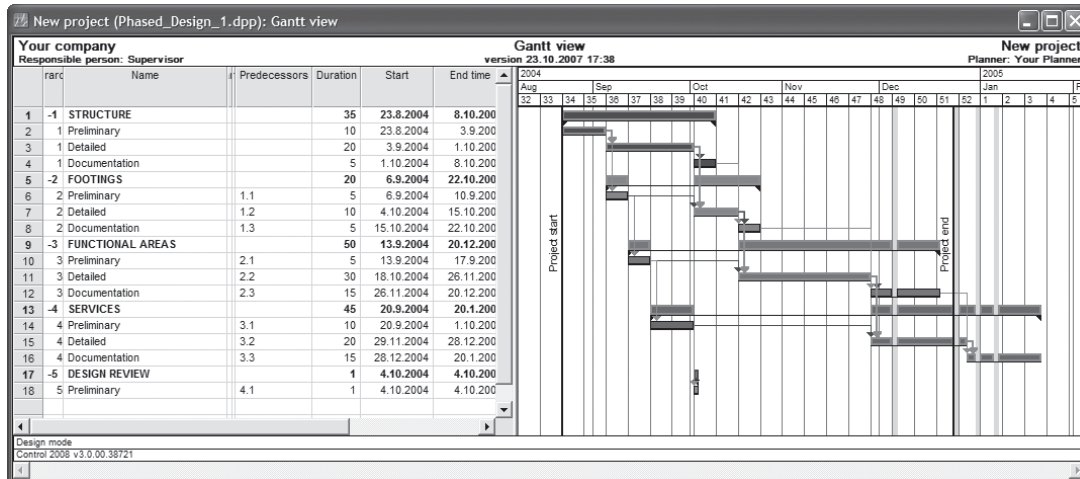 New project (Phased_Design_1.dpp): Gantt view
Your company Gantt view New project
Responsible person: Supervisor version 23.10.2007 17:38 Planner: Your Planner
rarc Name Predecessors Duration Start End time
2004 2005
Aug Sep Oct Nov Dec Jan F
32 33 34 35 36 37 38 39 40 41 42 43 44 45 46 47 48 49 50 51 52 1 2 3 4 5
1 -1 STRUCTURE 35 23.8.2004 8.10.200
2 1 Preliminary 10 23.8.2004 3.9.200
3 1 Detailed 20 3.9.2004 1.10.200
4 1 Documentation 5 1.10.2004 8.10.200
5 -2 FOOTINGS 20 6.9.2004 22.10.200
6 2 Preliminary 1.1 5 6.9.2004 10.9.200
7 2 Detailed 1.2 10 4.10.2004 15.10.200
8 2 Documentation 1.3 5 15.10.2004 22.10.200
9 -3 FUNCTIONAL AREAS 50 13.9.2004 20.12.200
10 3 Preliminary 2.1 5 13.9.2004 17.9.200
11 3 Detailed 2.2 30 18.10.2004 26.11.200
12 3 Documentation 2.3 15 26.11.2004 20.12.200
13 -4 SERVICES 45 20.9.2004 20.1.200
14 4 Preliminary 3.1 10 20.9.2004 1.10.200
15 4 Detailed 3.2 20 29.11.2004 28.12.200
16 4 Documentation 3.3 15 28.12.2004 20.1.200
17 -5 DESIGN REVIEW 1 4.10.2004 4.10.200
18 5 Preliminary 4.1 1 4.10.2004 4.10.200
Project start
Project end
Design mode
Control 2008 v3.0.00.38721